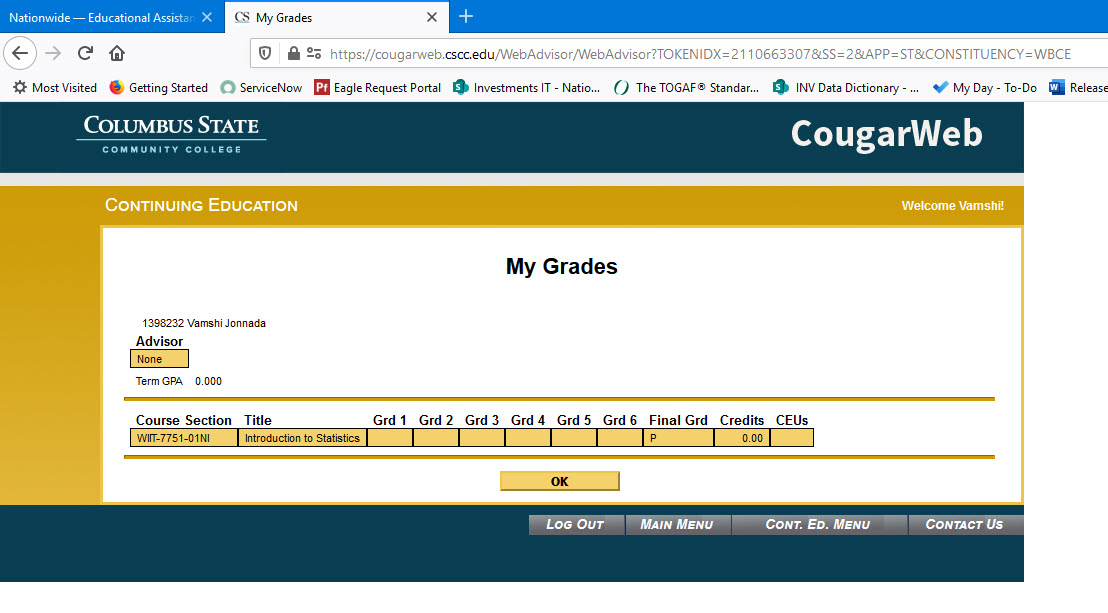 Nationwide — Educational Assistan
CS My Grades
https://cougarweb.cscc.edu/WebAdvisor/WebAdvisor?TOKENIDX=2110663307&SS=2&APP=ST&CONSTITUENCY=WBCE
Most Visited Getting Started ServiceNow Pf Eagle Request Portal Investments IT - Natio... The TOGAF® Standar... INV Data Dictionary - ... My Day - To-Do Release
COLUMBUS STATE
COMMUNITY COLLEGE
CougarWeb
CONTINUING EDUCATION
Welcome Vamshi!
My Grades
1398232 Vamshi Jonnada
Advisor
None
Term GPA 0.000
Course Section Title Grd 1 Grd 2 Grd 3 Grd 4 Grd 5 Grd 6 Final Grd Credits CEUs
WIIT-7751-01NI Introduction to Statistics P 0.00
OK
LOG OUT MAIN MENU CONT. ED. MENU CONTACT US